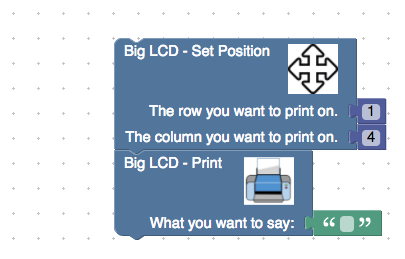 Big LCD - Set Position
The row you want to print on. 1
The column you want to print on. 4
Big LCD - Print
What you want to say: “ ”